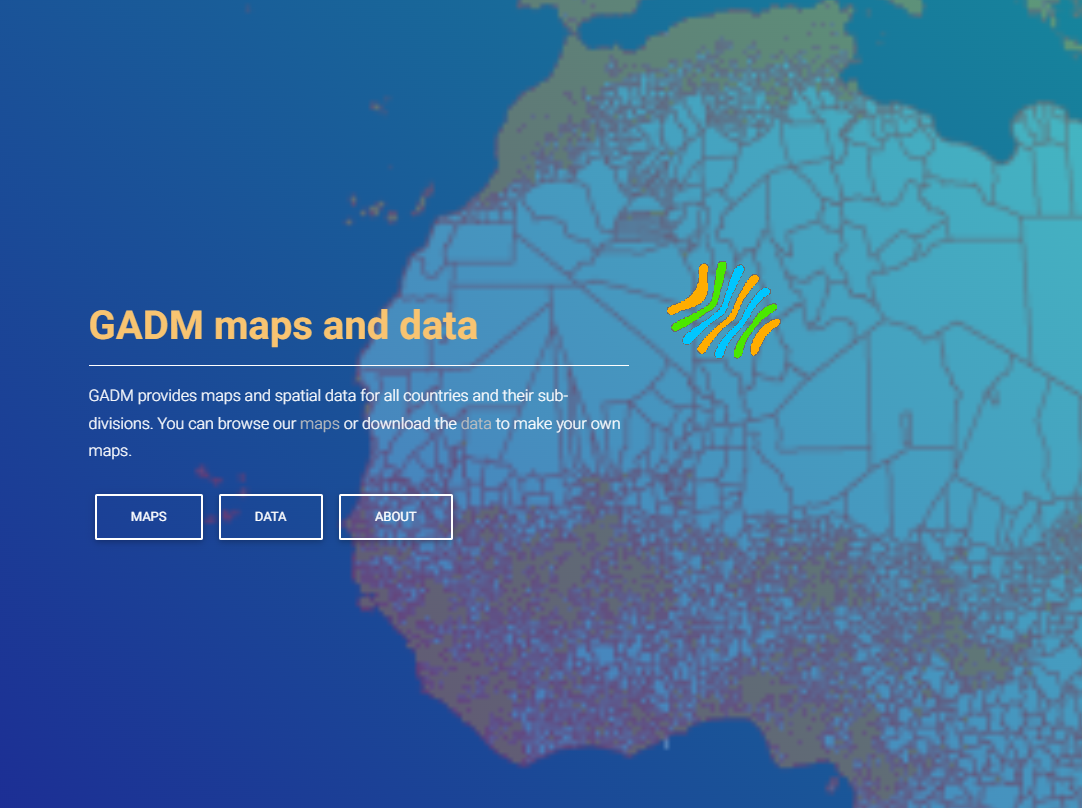 GADM maps and data
GADM provides maps and spatial data for all countries and their sub-
divisions. You can browse our maps or download the data to make your own
maps.
MAPS
DATA
ABOUT